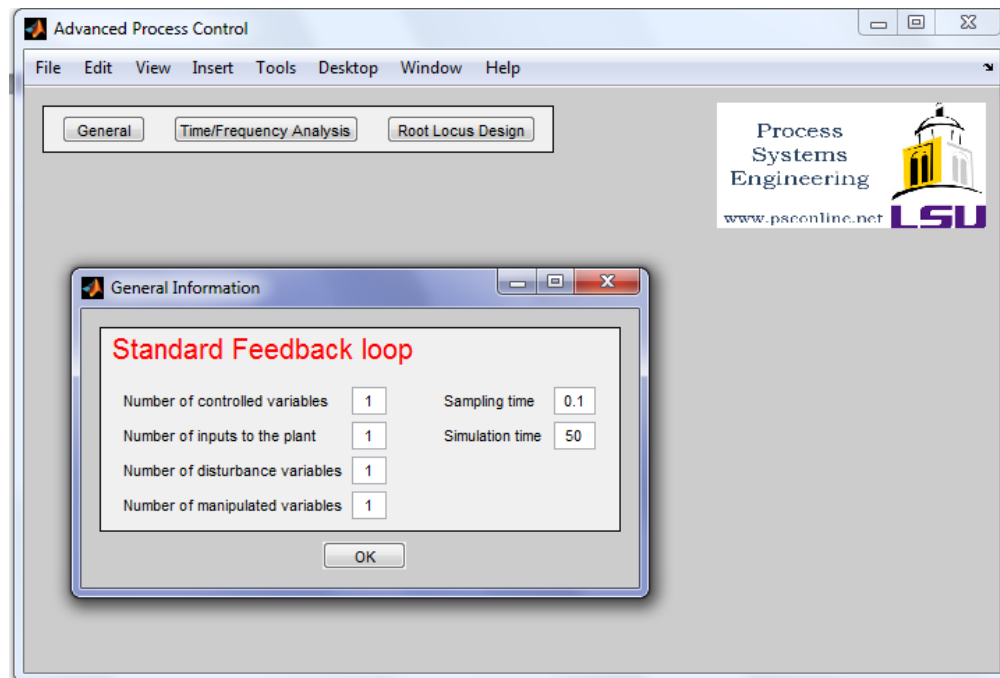 Advanced Process Control
File Edit View Insert Tools Desktop Window Help
General Time/Frequency Analysis Root Locus Design
Process
Systems
Engineering
www.pseonline.net LSU
General Information
Standard Feedback loop
Number of controlled variables 1 Sampling time 0.1
Number of inputs to the plant 1 Simulation time 50
Number of disturbance variables 1
Number of manipulated variables 1
OK